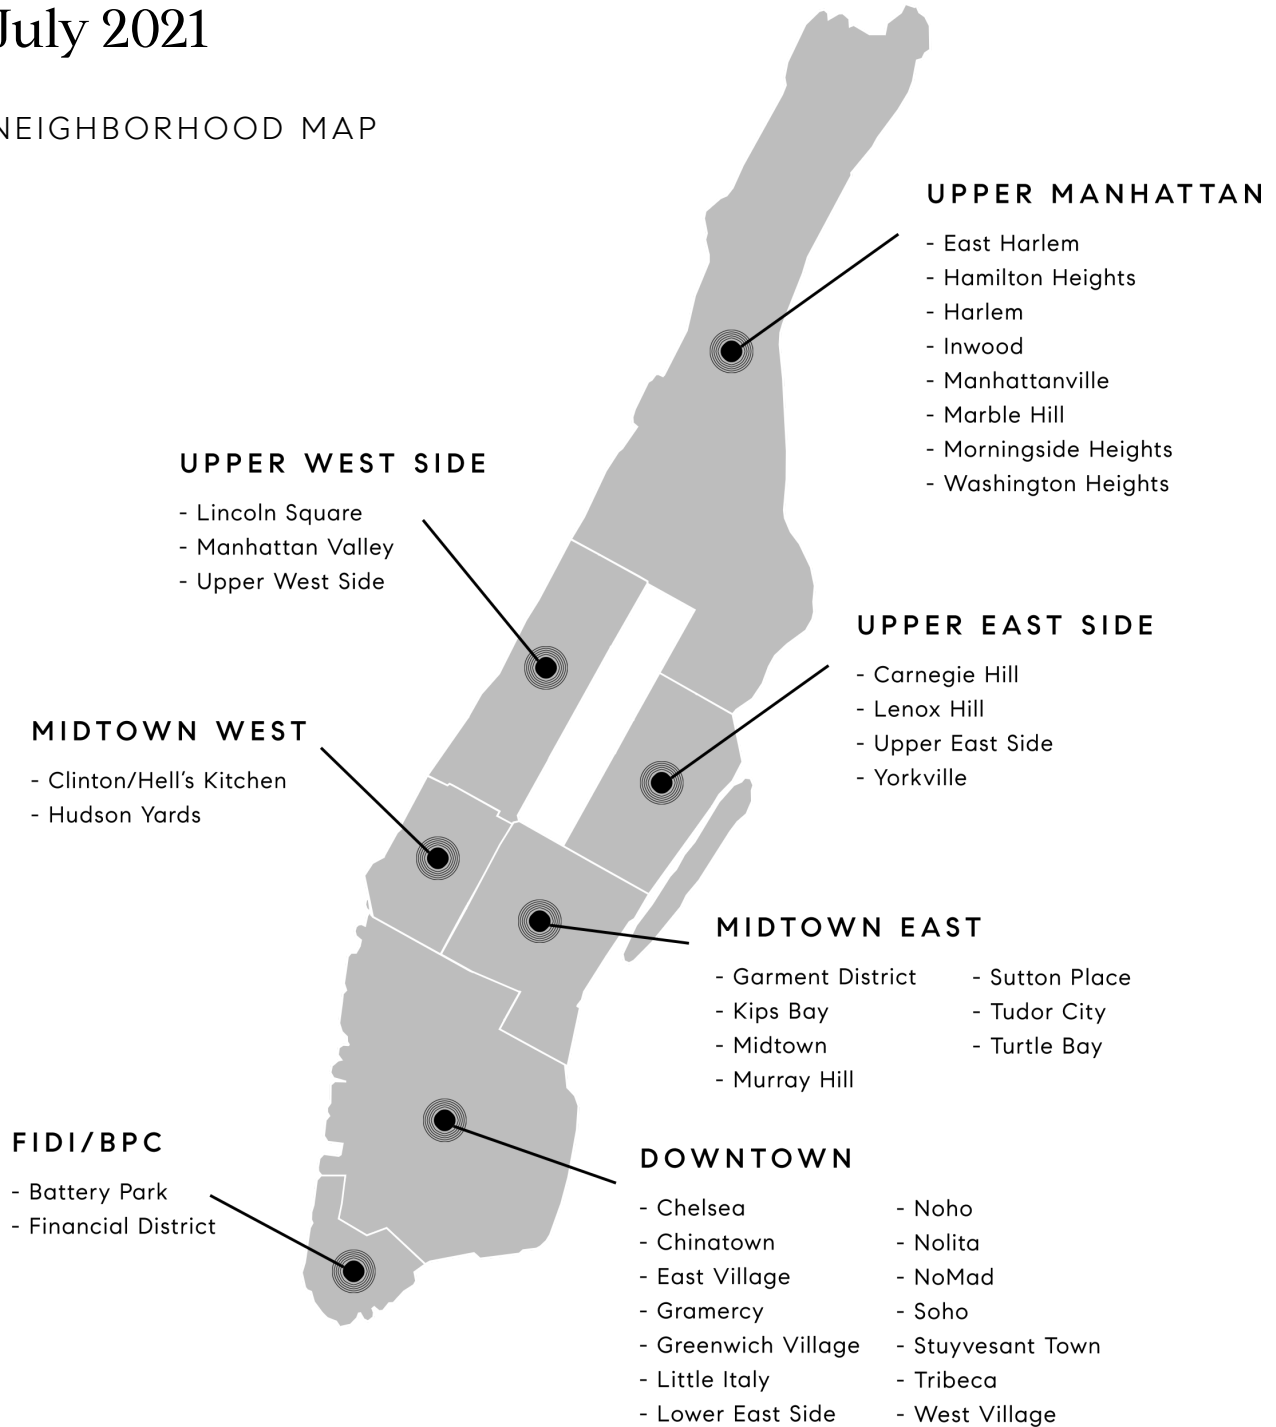 July 2021
NEIGHBORHOOD MAP
UPPER MANHATTAN
- East Harlem
- Hamilton Heights
- Harlem
- Inwood
- Manhattanville
- Marble Hill
- Morningside Heights
- Washington Heights
UPPER WEST SIDE
- Lincoln Square
- Manhattan Valley
- Upper West Side
UPPER EAST SIDE
- Carnegie Hill
- Lenox Hill
- Upper East Side
- Yorkville
MIDTOWN WEST
- Clinton/Hell’s Kitchen
- Hudson Yards
MIDTOWN EAST
- Garment District
- Kips Bay
- Midtown
- Murray Hill
- Sutton Place
- Tudor City
- Turtle Bay
FIDI/BPC
- Battery Park
- Financial District
DOWNTOWN
- Chelsea
- Chinatown
- East Village
- Gramercy
- Greenwich Village
- Little Italy
- Lower East Side
- Noho
- Nolita
- NoMad
- Soho
- Stuyvesant Town
- Tribeca
- West Village